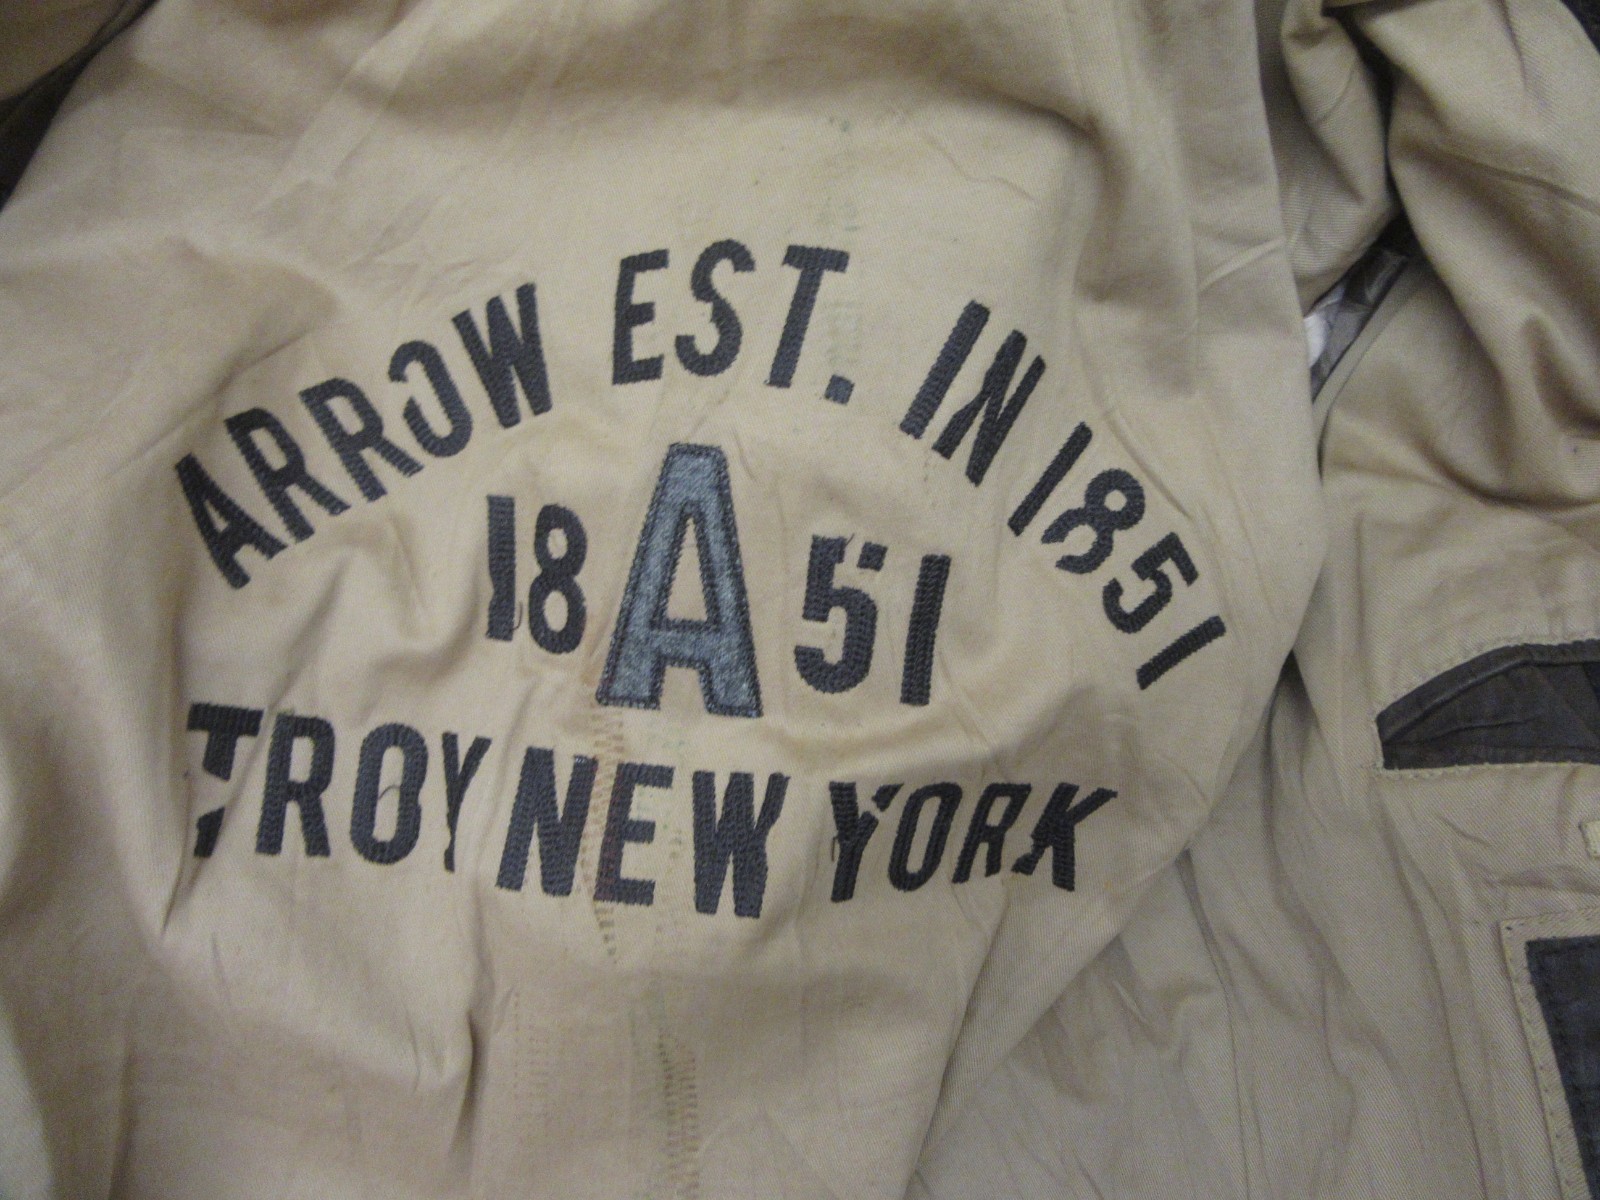 ARROW EST. IN 1851
18 A 51
TROY NEW YORK